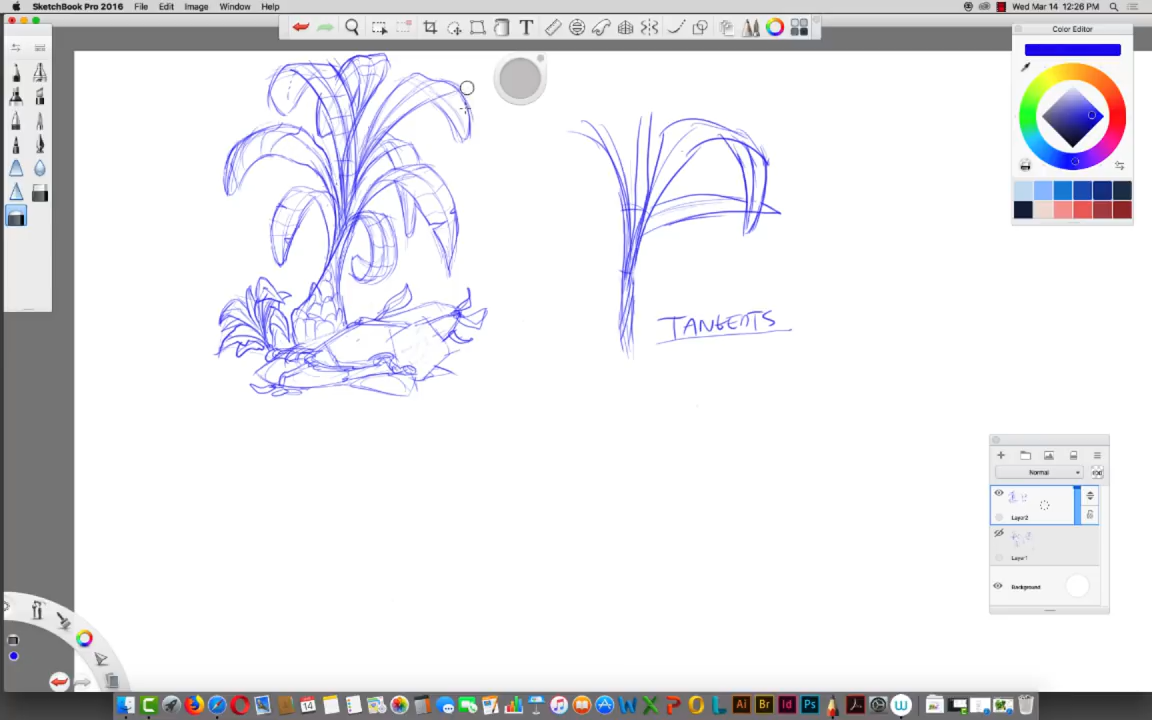 SketchBook Pro 2016 File Edit Image Window Help Wed Mar 14 12:26 PM
Color Editor
TANGENTS
Normal
Layer2
Layer1
Background